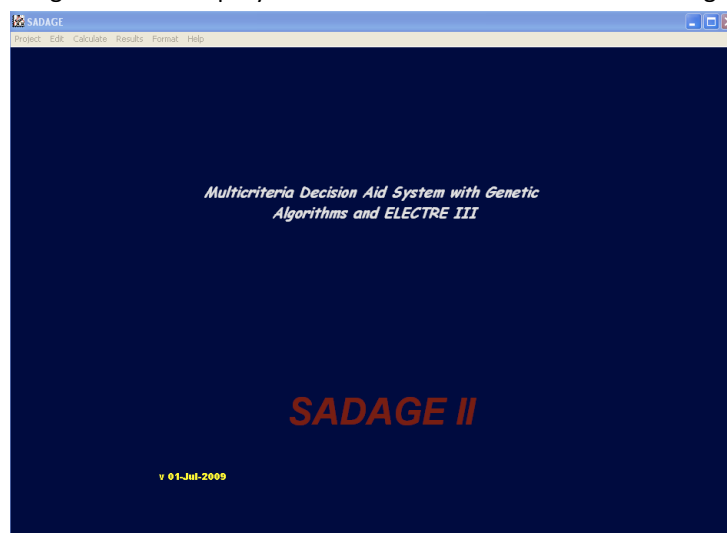 SADAGE
Project Edit Calculate Results Format Help
Multicriteria Decision Aid System with Genetic
Algorithms and ELECTRE III
SADAGE II
v 01-Jul-2009